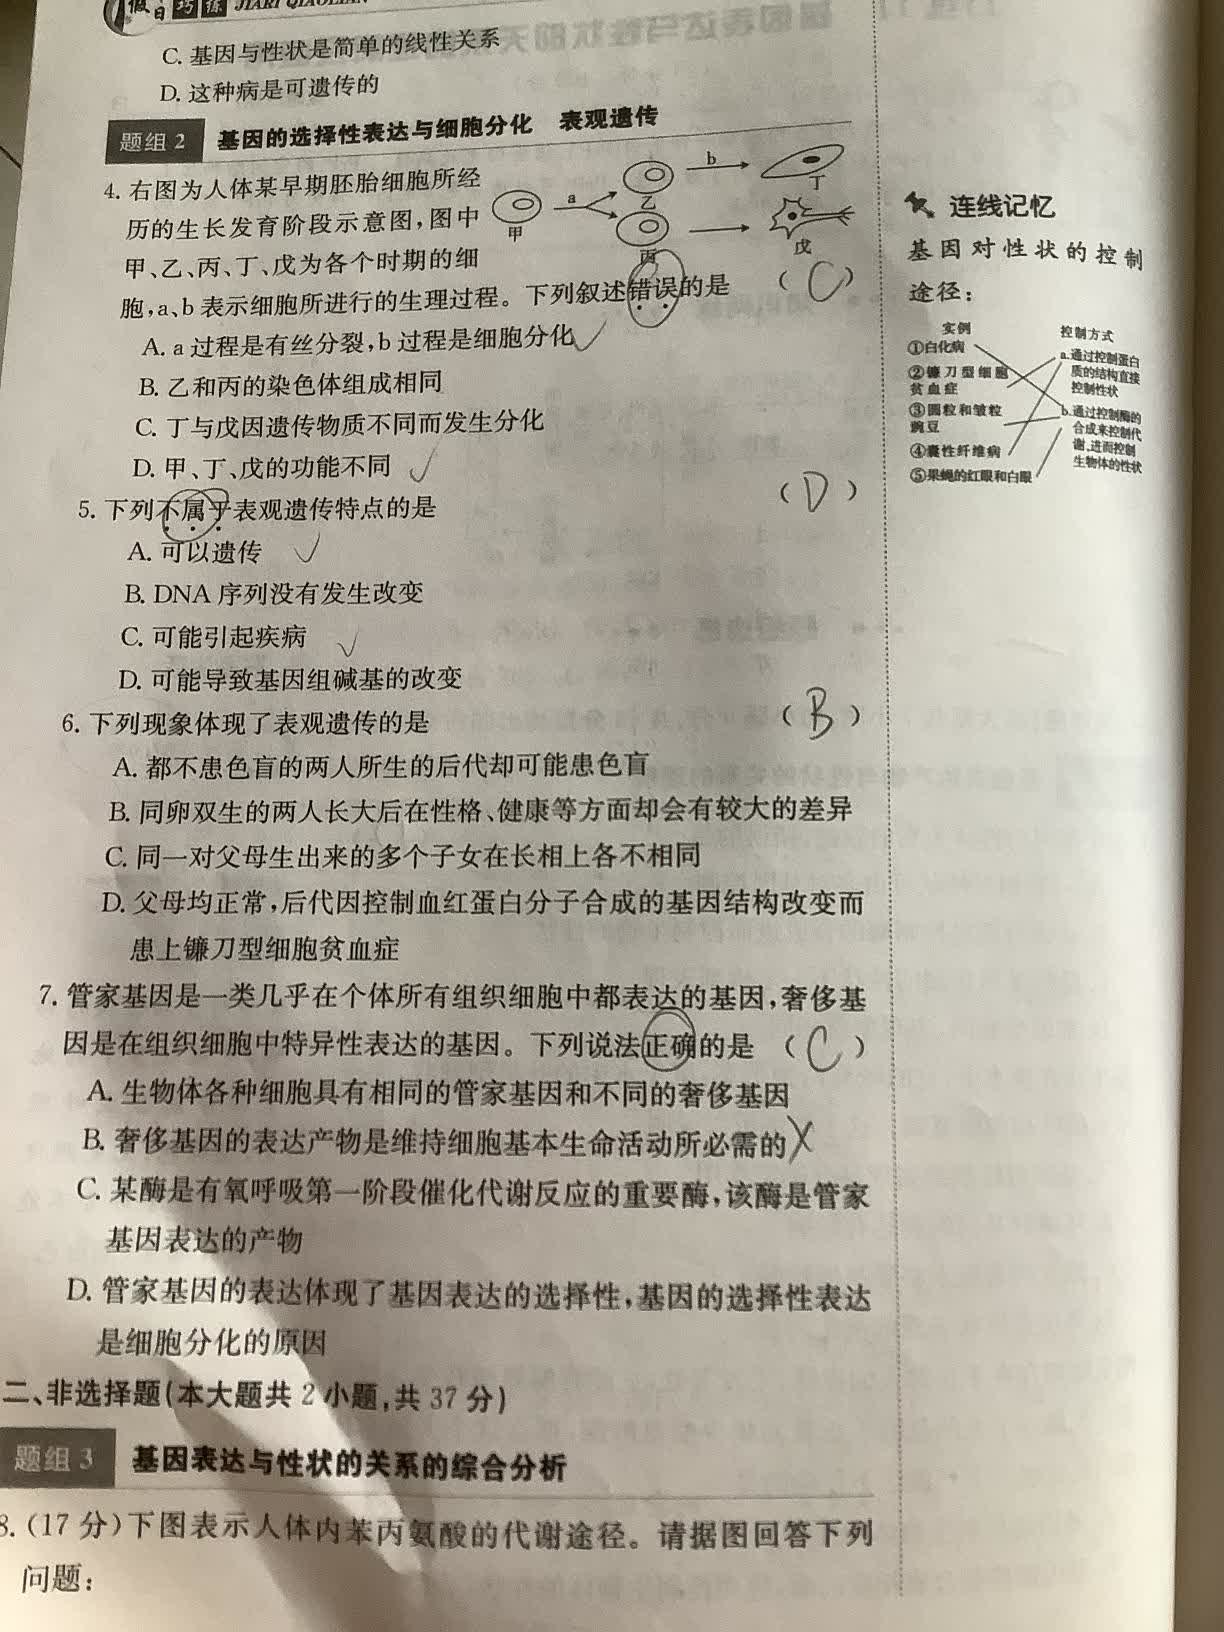 假日巧练 JIARI QIAOLIAN
C. 基因与性状是简单的线性关系
D. 这种病是可遗传的
题组 2 基因的选择性表达与细胞分化 表观遗传
4. 右图为人体某早期胚胎细胞所经
历的生长发育阶段示意图,图中
甲、乙、丙、丁、戊为各个时期的细
胞,a、b 表示细胞所进行的生理过程。下列叙述错误的是 (C)
甲 a 乙 丙 b 丁 戊
A. a 过程是有丝分裂,b 过程是细胞分化
B. 乙和丙的染色体组成相同
C. 丁与戊因遗传物质不同而发生分化
D. 甲、丁、戊的功能不同
5. 下列不属于表观遗传特点的是 (D)
A. 可以遗传
B. DNA 序列没有发生改变
C. 可能引起疾病
D. 可能导致基因组碱基的改变
6. 下列现象体现了表观遗传的是 (B)
A. 都不患色盲的两人所生的后代却可能患色盲
B. 同卵双生的两人长大后在性格、健康等方面却会有较大的差异
C. 同一对父母生出来的多个子女在长相上各不相同
D. 父母均正常,后代因控制血红蛋白分子合成的基因结构改变而
患上镰刀型细胞贫血症
7. 管家基因是一类几乎在个体所有组织细胞中都表达的基因,奢侈基
因是在组织细胞中特异性表达的基因。下列说法正确的是 (C)
A. 生物体各种细胞具有相同的管家基因和不同的奢侈基因
B. 奢侈基因的表达产物是维持细胞基本生命活动所必需的
C. 某酶是有氧呼吸第一阶段催化代谢反应的重要酶,该酶是管家
基因表达的产物
D. 管家基因的表达体现了基因表达的选择性,基因的选择性表达
是细胞分化的原因
二、非选择题(本大题共 2 小题,共 37 分)
题组 3 基因表达与性状的关系的综合分析
8. (17 分)下图表示人体内苯丙氨酸的代谢途径。请据图回答下列
问题:
连线记忆
基因对性状的控制
途径:
实例 控制方式
①白化病
②镰刀型细胞
贫血症
③圆粒和皱粒
豌豆
④囊性纤维病
⑤果蝇的红眼和白眼
a.通过控制蛋白
质的结构直接
控制性状
b.通过控制酶的
合成来控制代
谢,进而控制
生物体的性状